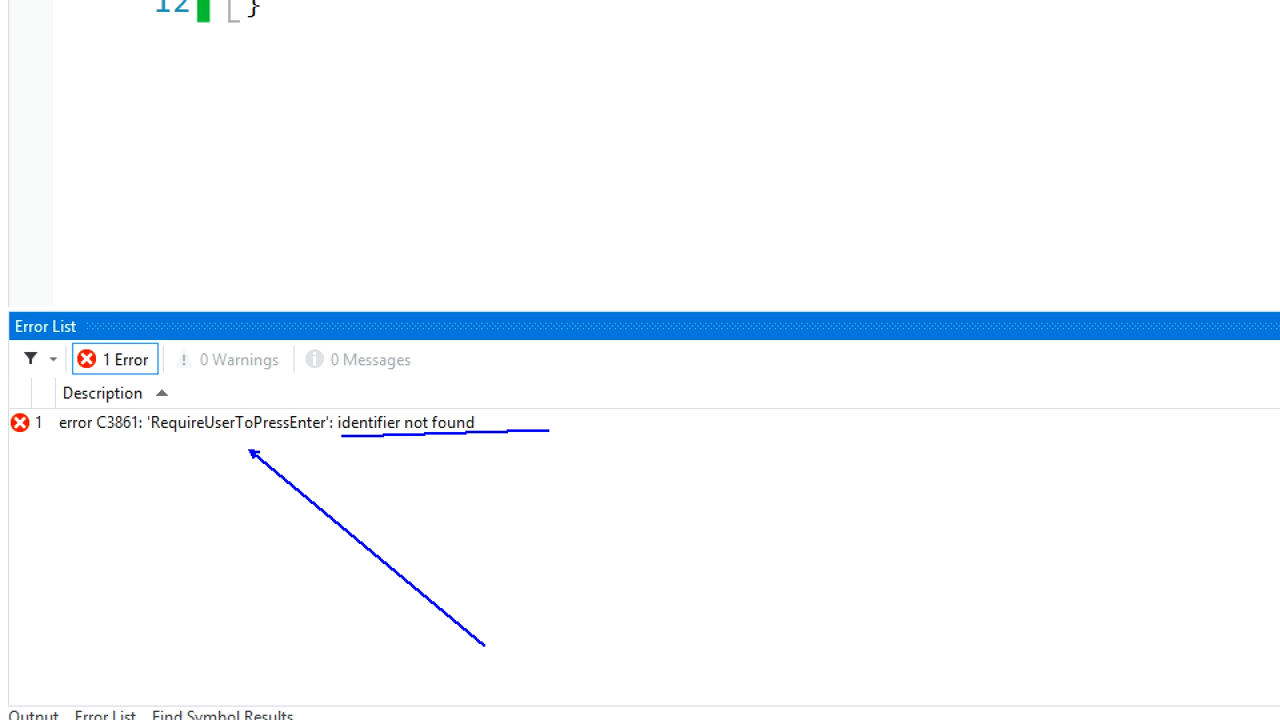 12 }
Error List
1 Error 0 Warnings 0 Messages
Description
1 error C3861: 'RequireUserToPressEnter': identifier not found
Output Error List Find Symbol Results